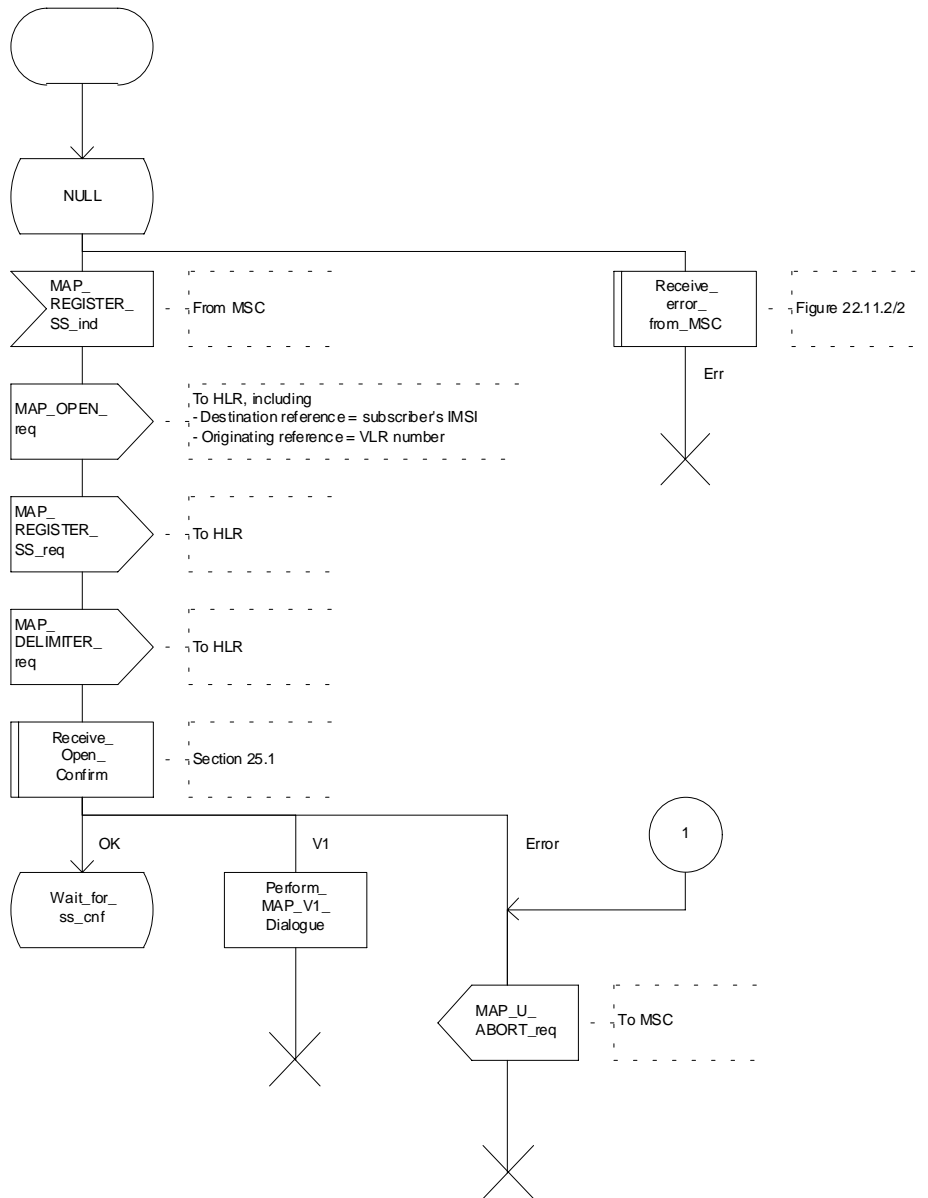 NULL
MAP_
REGISTER_
SS_ind
From MSC
Receive_
error_
from_MSC
Figure 22.11.2/2
Err
MAP_OPEN_
req
To HLR, including
- Destination reference = subscriber's IMSI
- Originating reference = VLR number
MAP_
REGISTER_
SS_req
To HLR
MAP_
DELIMITER_
req
To HLR
Receive_
Open_
Confirm
Section 25.1
OK
V1
Error
1
Wait_for_
ss_cnf
Perform_
MAP_V1_
Dialogue
MAP_U_
ABORT_req
To MSC